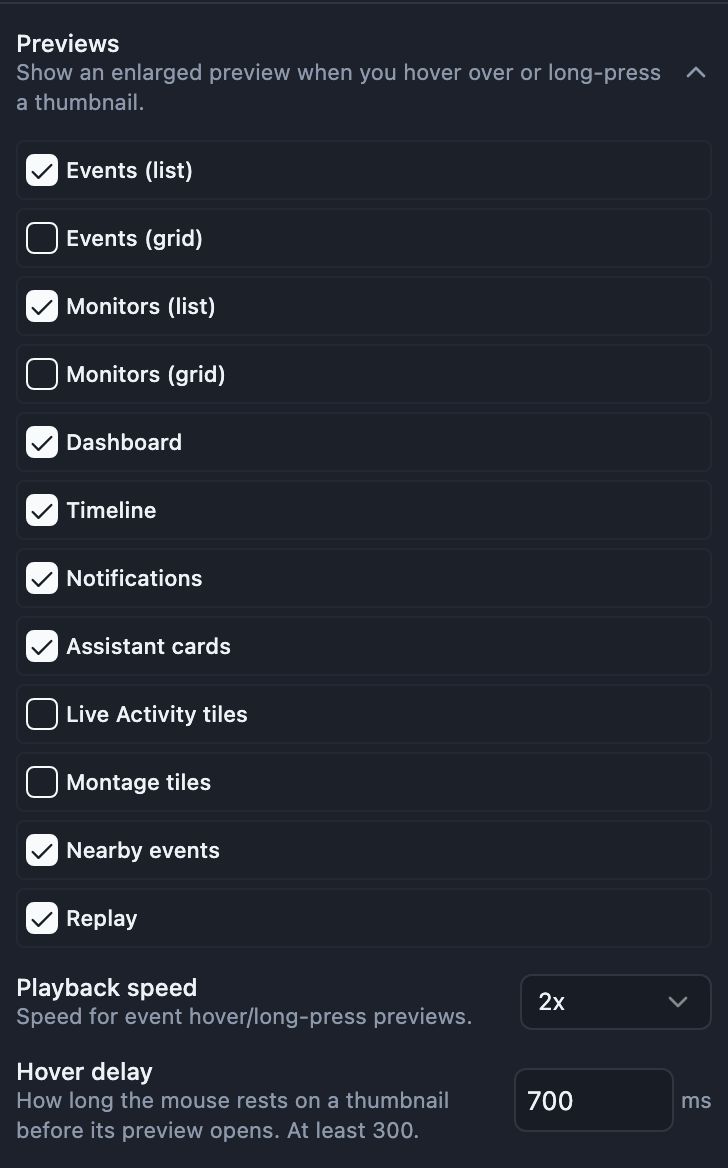 Previews
Show an enlarged preview when you hover over or long-press
a thumbnail.
Events (list)
Events (grid)
Monitors (list)
Monitors (grid)
Dashboard
Timeline
Notifications
Assistant cards
Live Activity tiles
Montage tiles
Nearby events
Replay
Playback speed
Speed for event hover/long-press previews.
2x
Hover delay
How long the mouse rests on a thumbnail
before its preview opens. At least 300.
700 ms